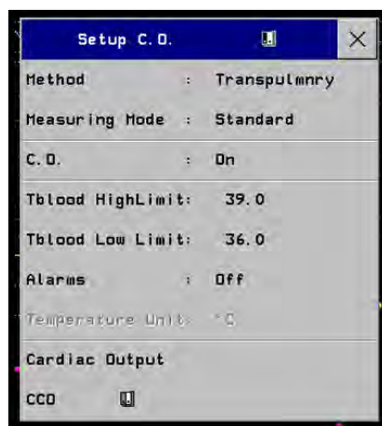 Setup C.O.
Method : Transpulmnry
Measuring Mode : Standard
C.O. : On
Tblood HighLimit: 39.0
Tblood Low Limit: 36.0
Alarms : Off
Temperature Unit: °C
Cardiac Output
CCO